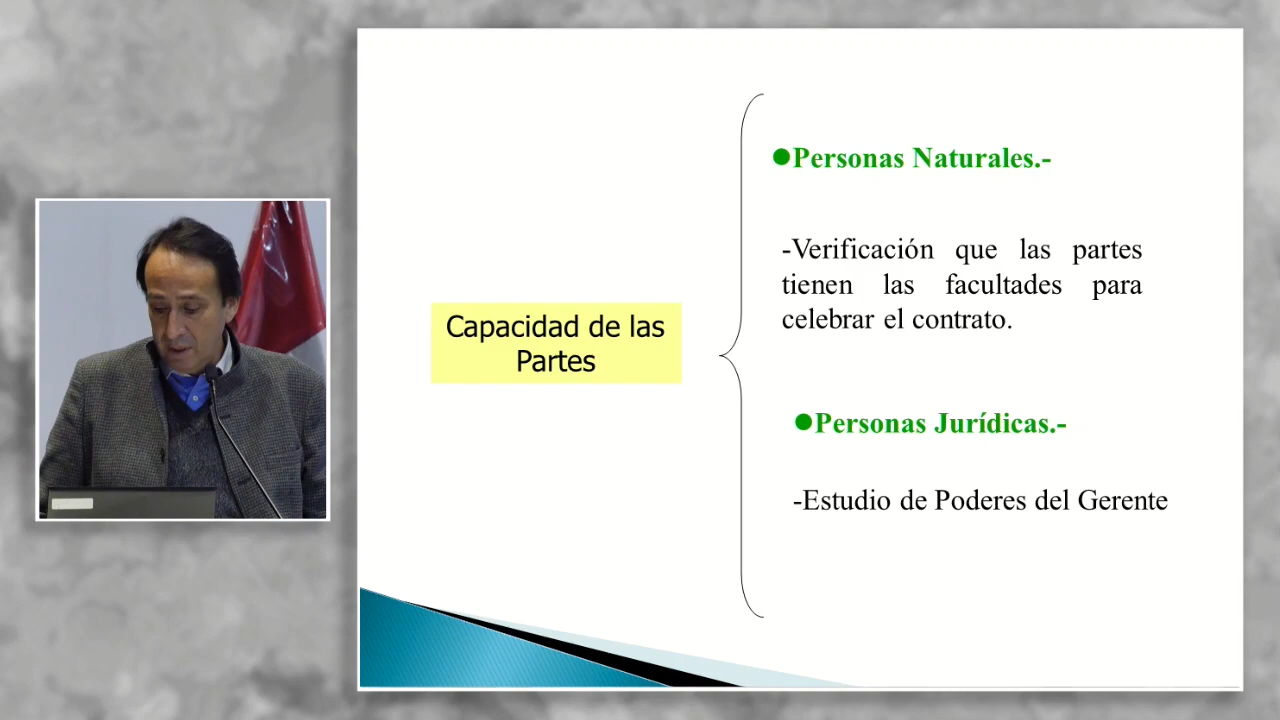 Capacidad de las
Partes
●Personas Naturales.-
-Verificación que las partes
tienen las facultades para
celebrar el contrato.
●Personas Jurídicas.-
-Estudio de Poderes del Gerente